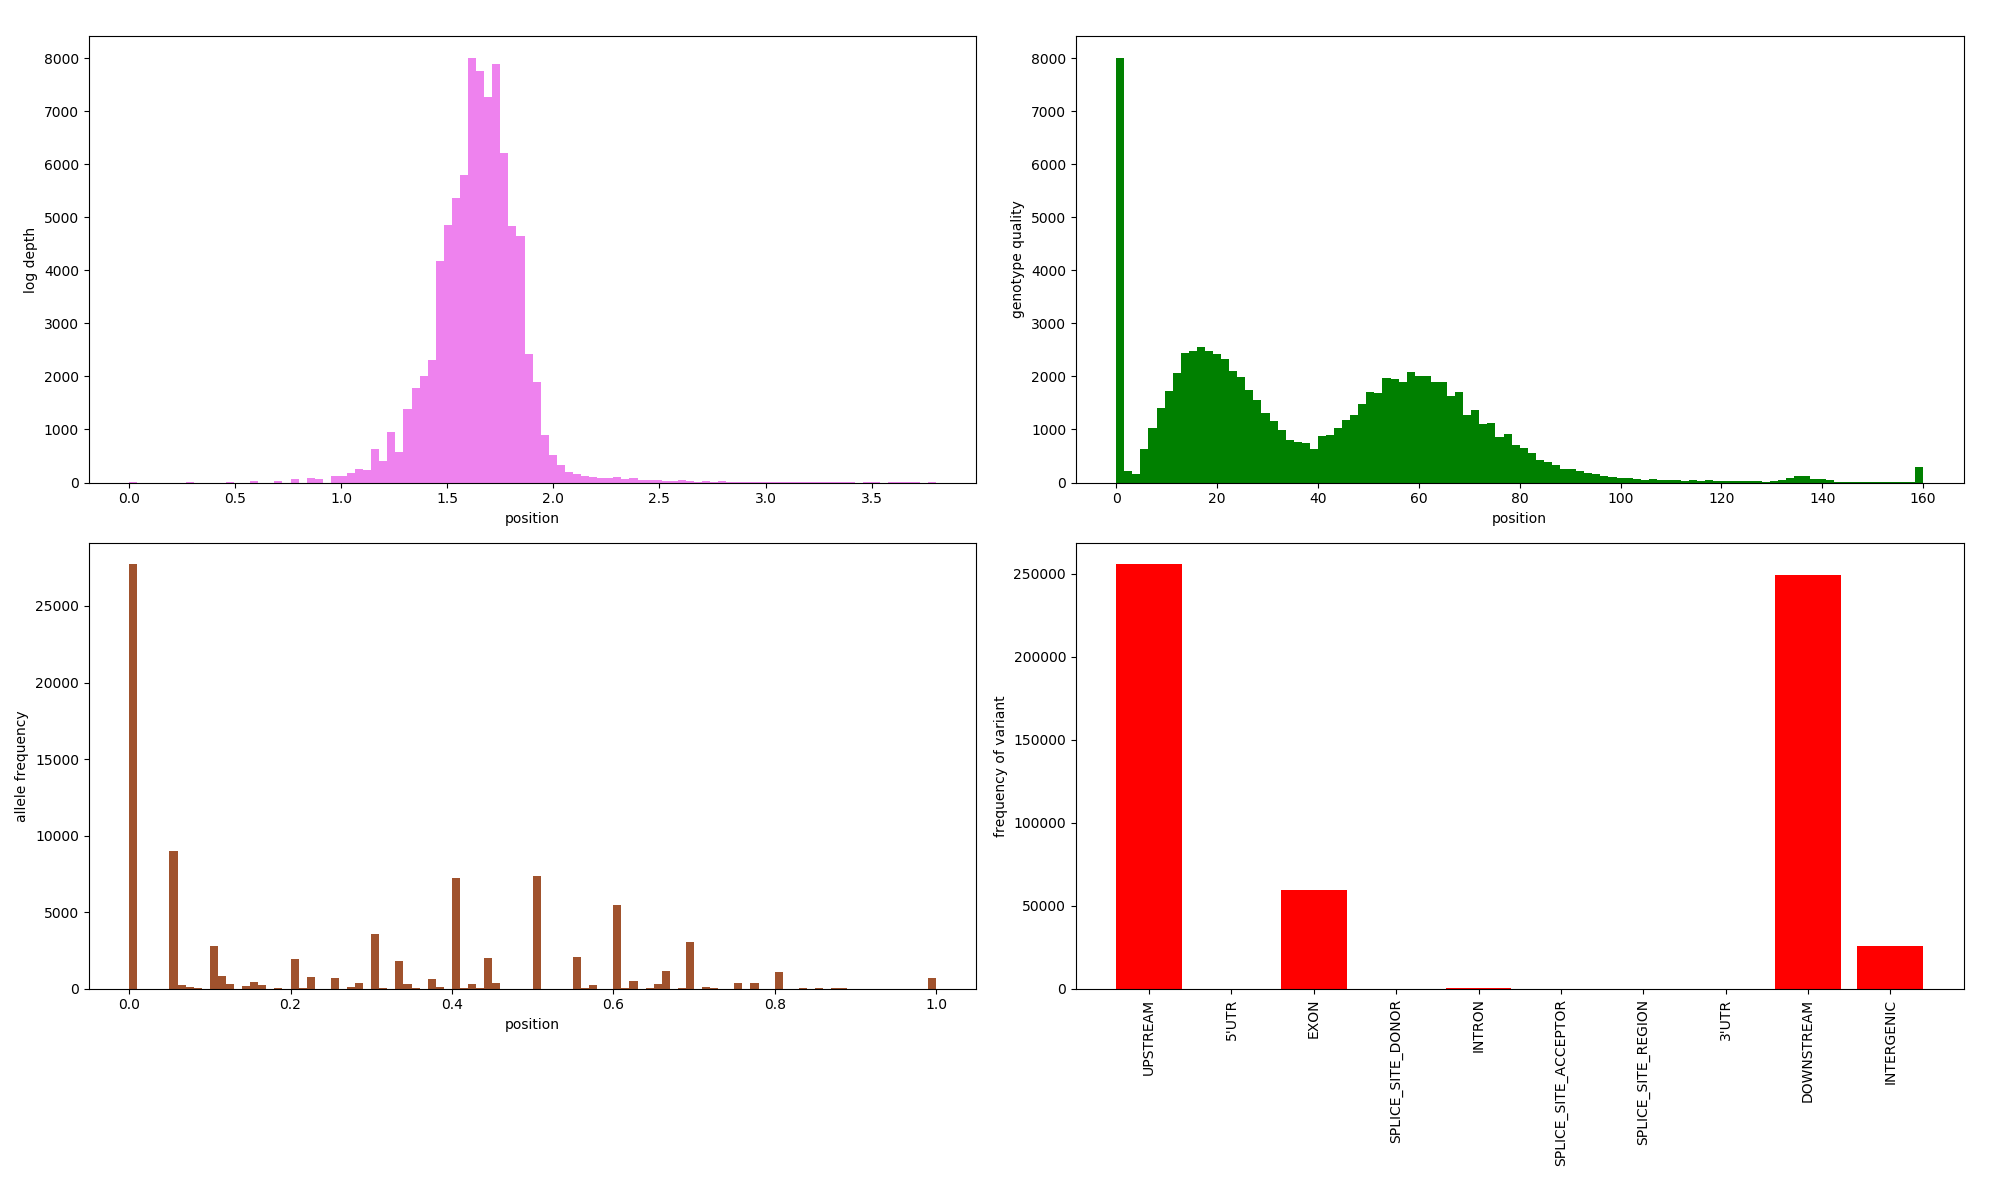 8000
7000
6000
5000
4000
3000
2000
1000
0
log depth
0.0 0.5 1.0 1.5 2.0 2.5 3.0 3.5
position
8000
7000
6000
5000
4000
3000
2000
1000
0
genotype quality
0 20 40 60 80 100 120 140 160
position
25000
20000
15000
10000
5000
0
allele frequency
0.0 0.2 0.4 0.6 0.8 1.0
position
250000
200000
150000
100000
50000
0
frequency of variant
UPSTREAM
5'UTR
EXON
SPLICE_SITE_DONOR
INTRON
SPLICE_SITE_ACCEPTOR
SPLICE_SITE_REGION
3'UTR
DOWNSTREAM
INTERGENIC